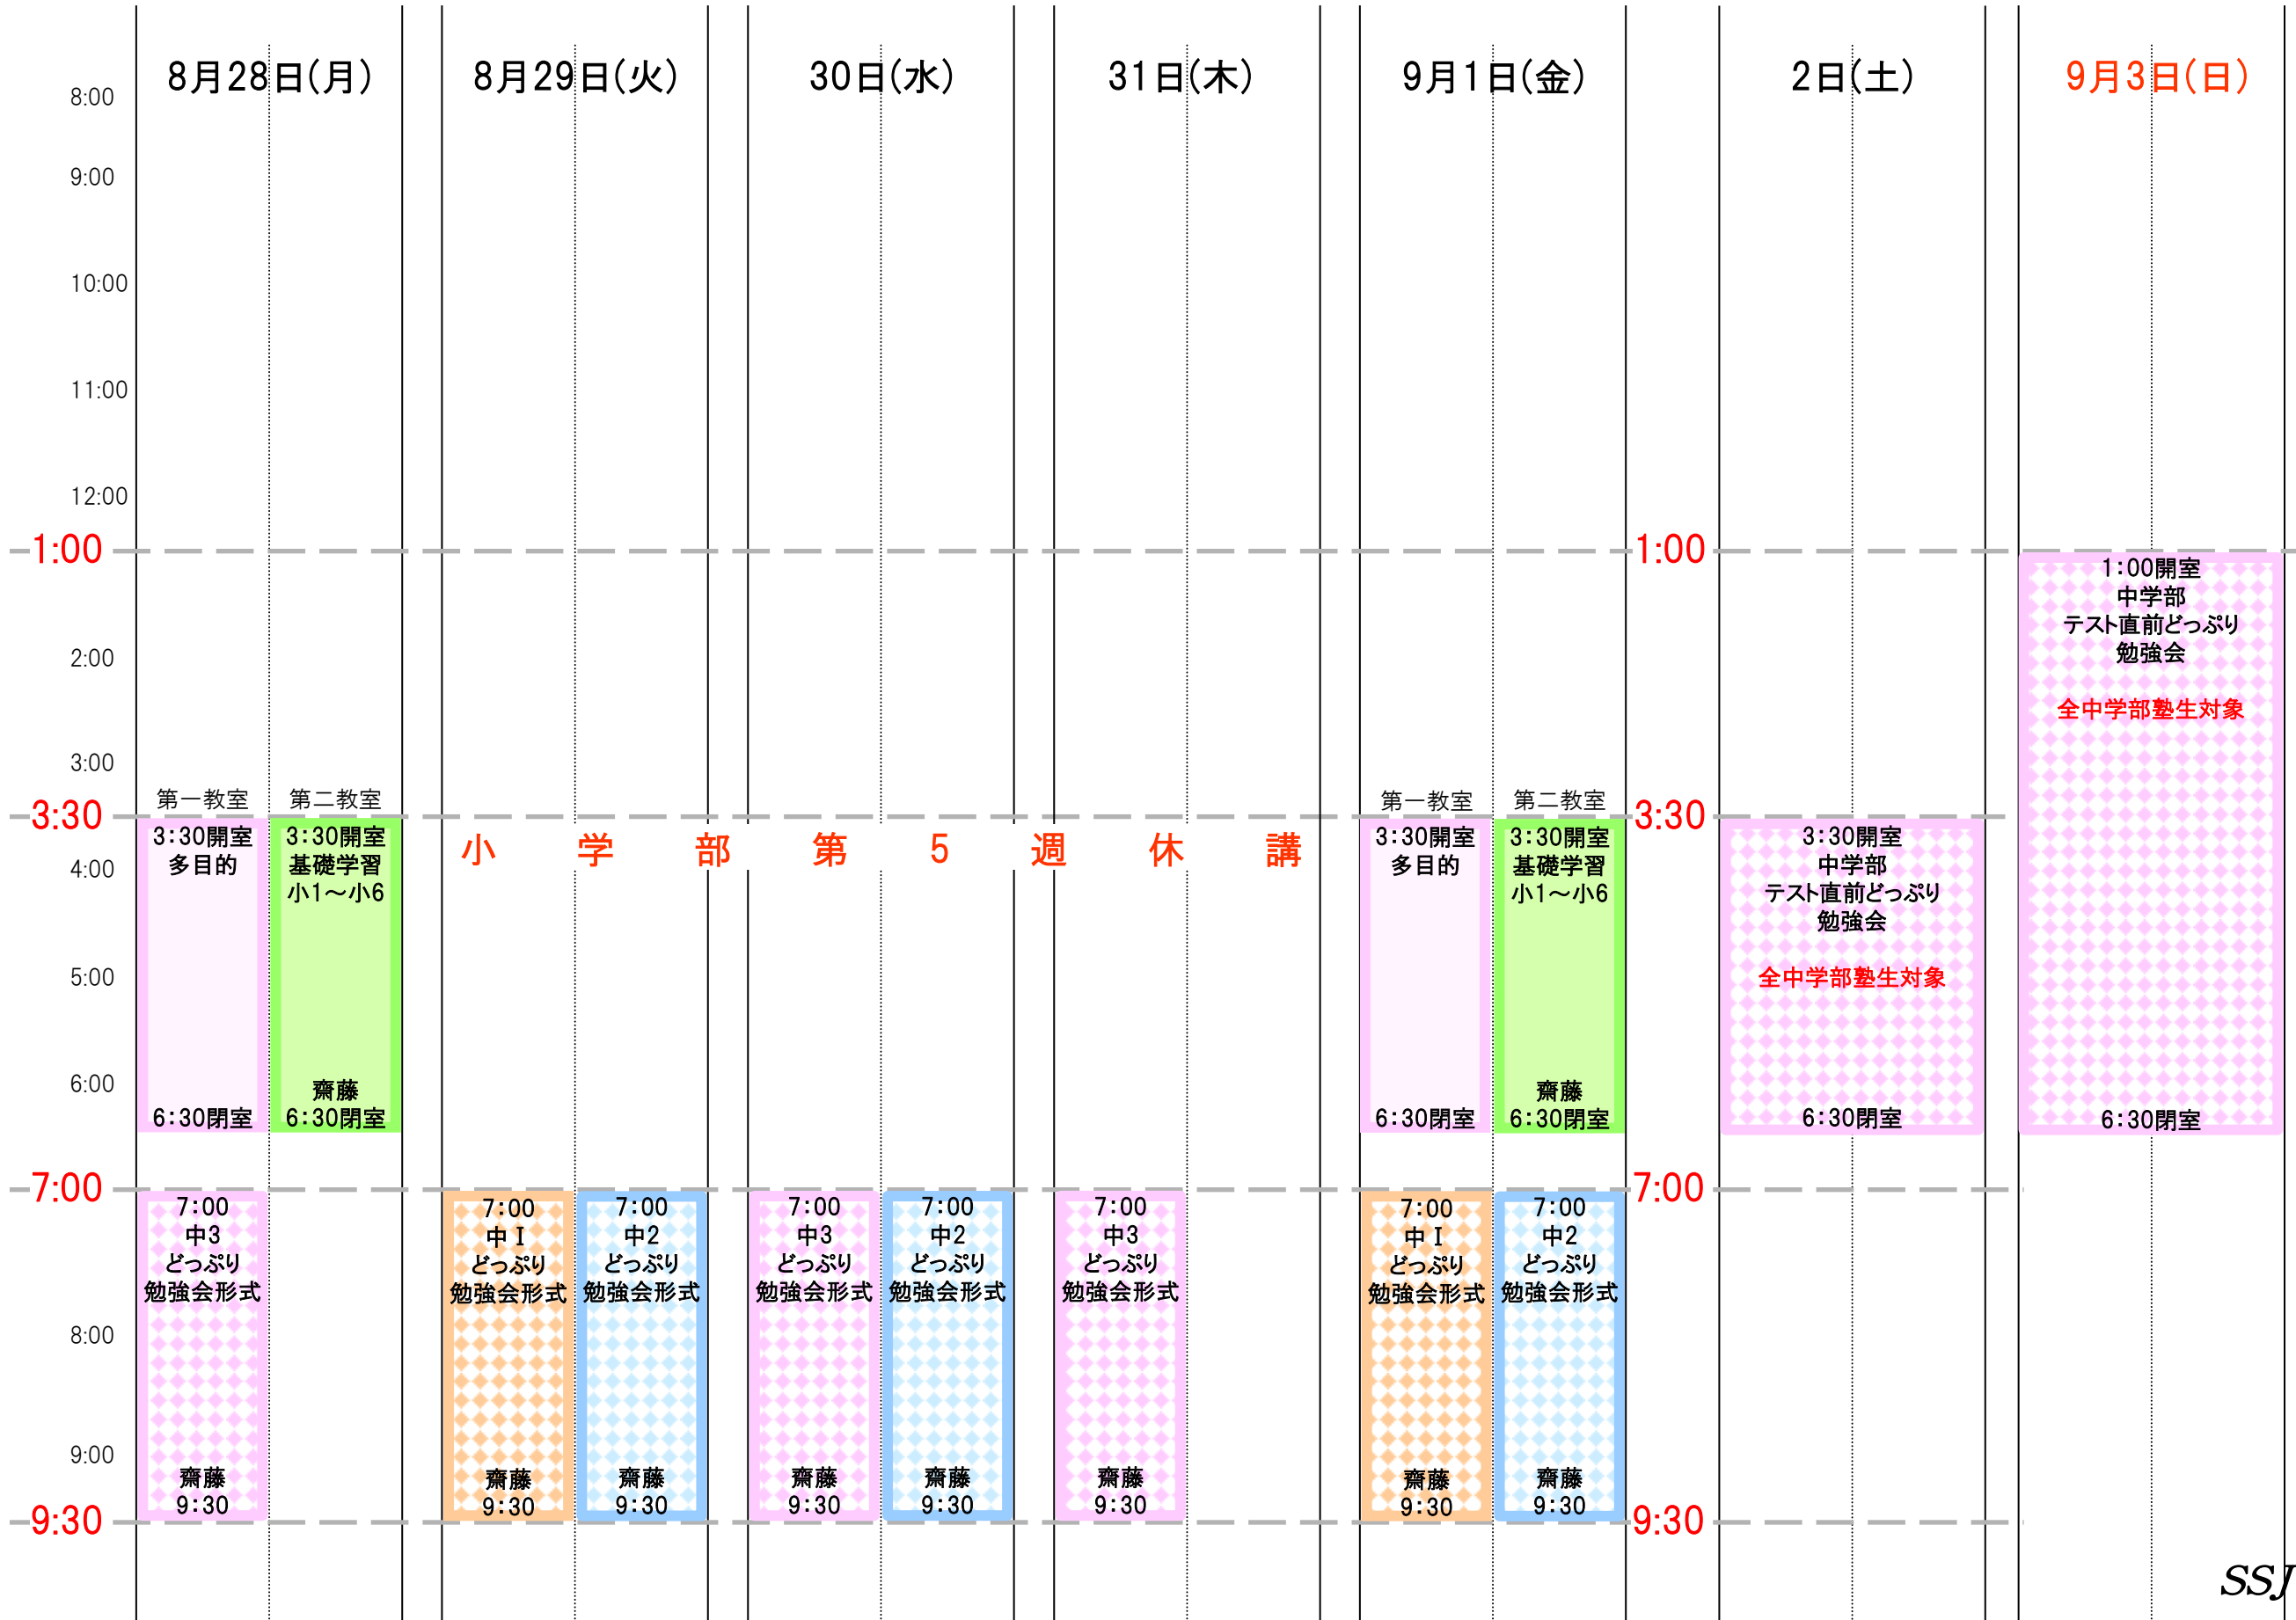 8月28日(月)
8月29日(火)
30日(水)
31日(木)
9月1日(金)
2日(土)
9月3日(日)
8:00
9:00
10:00
11:00
12:00
1:00
1:00
2:00
3:00
3:30
3:30
4:00
5:00
6:00
7:00
7:00
8:00
9:00
9:30
9:30
第一教室
3:30開室
多目的
6:30閉室
第二教室
3:30開室
基礎学習
小1～小6
齋藤
6:30閉室
7:00
中3
どっぷり
勉強会形式
齋藤
9:30
小学部第5週休講
7:00
中Ⅰ
どっぷり
勉強会形式
齋藤
9:30
7:00
中2
どっぷり
勉強会形式
齋藤
9:30
7:00
中3
どっぷり
勉強会形式
齋藤
9:30
7:00
中2
どっぷり
勉強会形式
齋藤
9:30
7:00
中3
どっぷり
勉強会形式
齋藤
9:30
第一教室
3:30開室
多目的
6:30閉室
第二教室
3:30開室
基礎学習
小1～小6
齋藤
6:30閉室
7:00
中Ⅰ
どっぷり
勉強会形式
齋藤
9:30
7:00
中2
どっぷり
勉強会形式
齋藤
9:30
3:30開室
中学部
テスト直前どっぷり
勉強会
全中学部塾生対象
6:30閉室
1:00開室
中学部
テスト直前どっぷり
勉強会
全中学部塾生対象
6:30閉室
SSJ